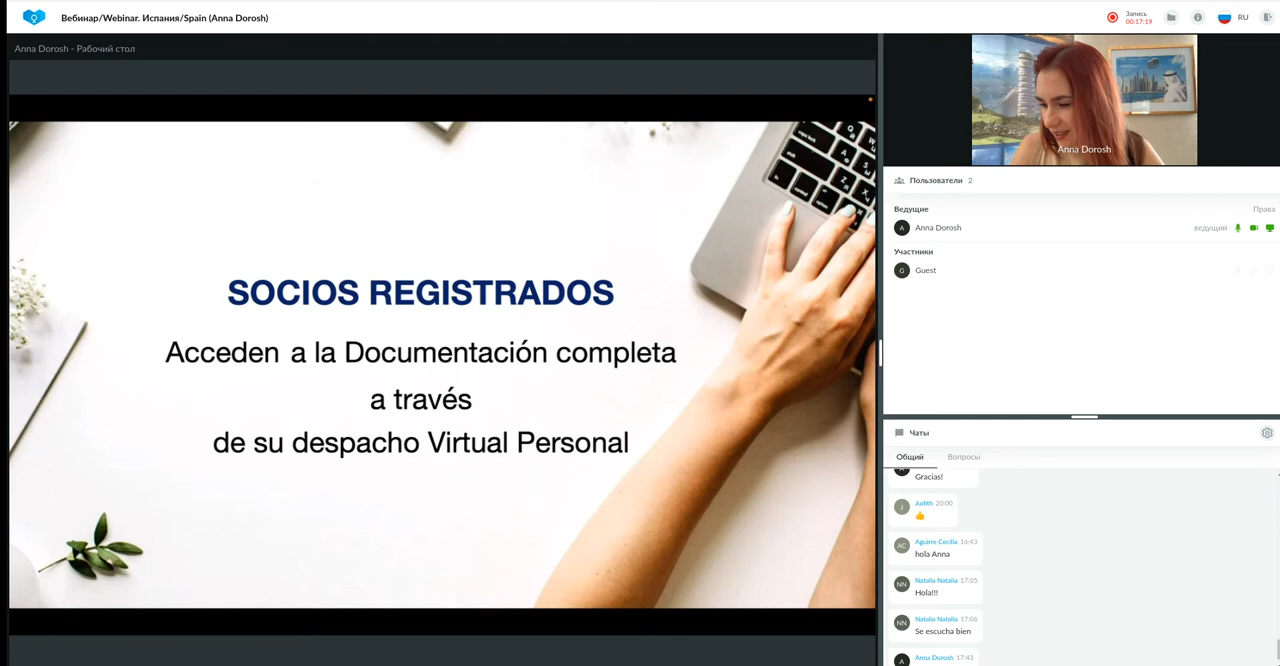 Вебинар/Webinar. Испания/Spain (Anna Dorosh)
Запись
00:17:19
RU
Anna Dorosh - Рабочий стол
SOCIOS REGISTRADOS
Acceden a la Documentación completa
a través
de su despacho Virtual Personal
Anna Dorosh
Пользователи 2
Ведущие
Права
A
Anna Dorosh
ведущий
Участники
G
Guest
Чаты
Общий
Вопросы
Gracias!
J
Judith 20:00
AC
Aguirre Cecilia 16:43
hola Anna
NN
Natalia Natalia 17:05
Hola!!!
NN
Natalia Natalia 17:06
Se escucha bien
A
Anna Dorosh 17:43